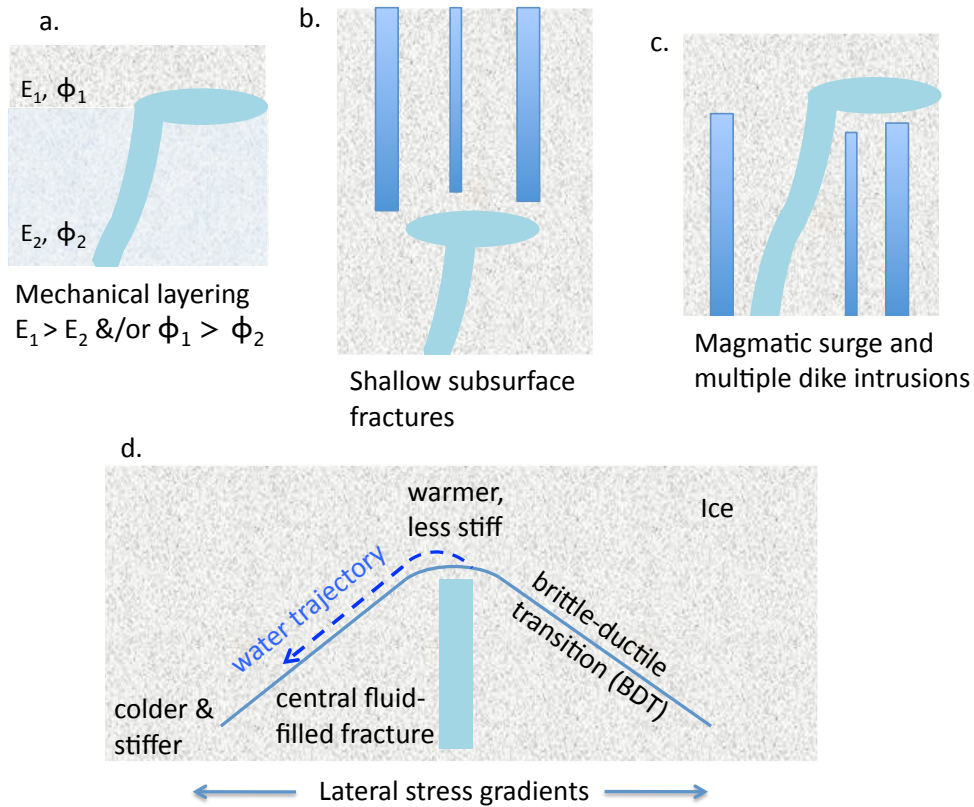 a.
E₁, ϕ₁
E₂, ϕ₂
Mechanical layering
E₁ > E₂ &/or ϕ₁ > ϕ₂
b.
Shallow subsurface
fractures
c.
Magmatic surge and
multiple dike intrusions
d.
warmer,
less stiff
Ice
water trajectory
brittle-ductile
transition (BDT)
colder &
stiffer
central fluid-
filled fracture
Lateral stress gradients